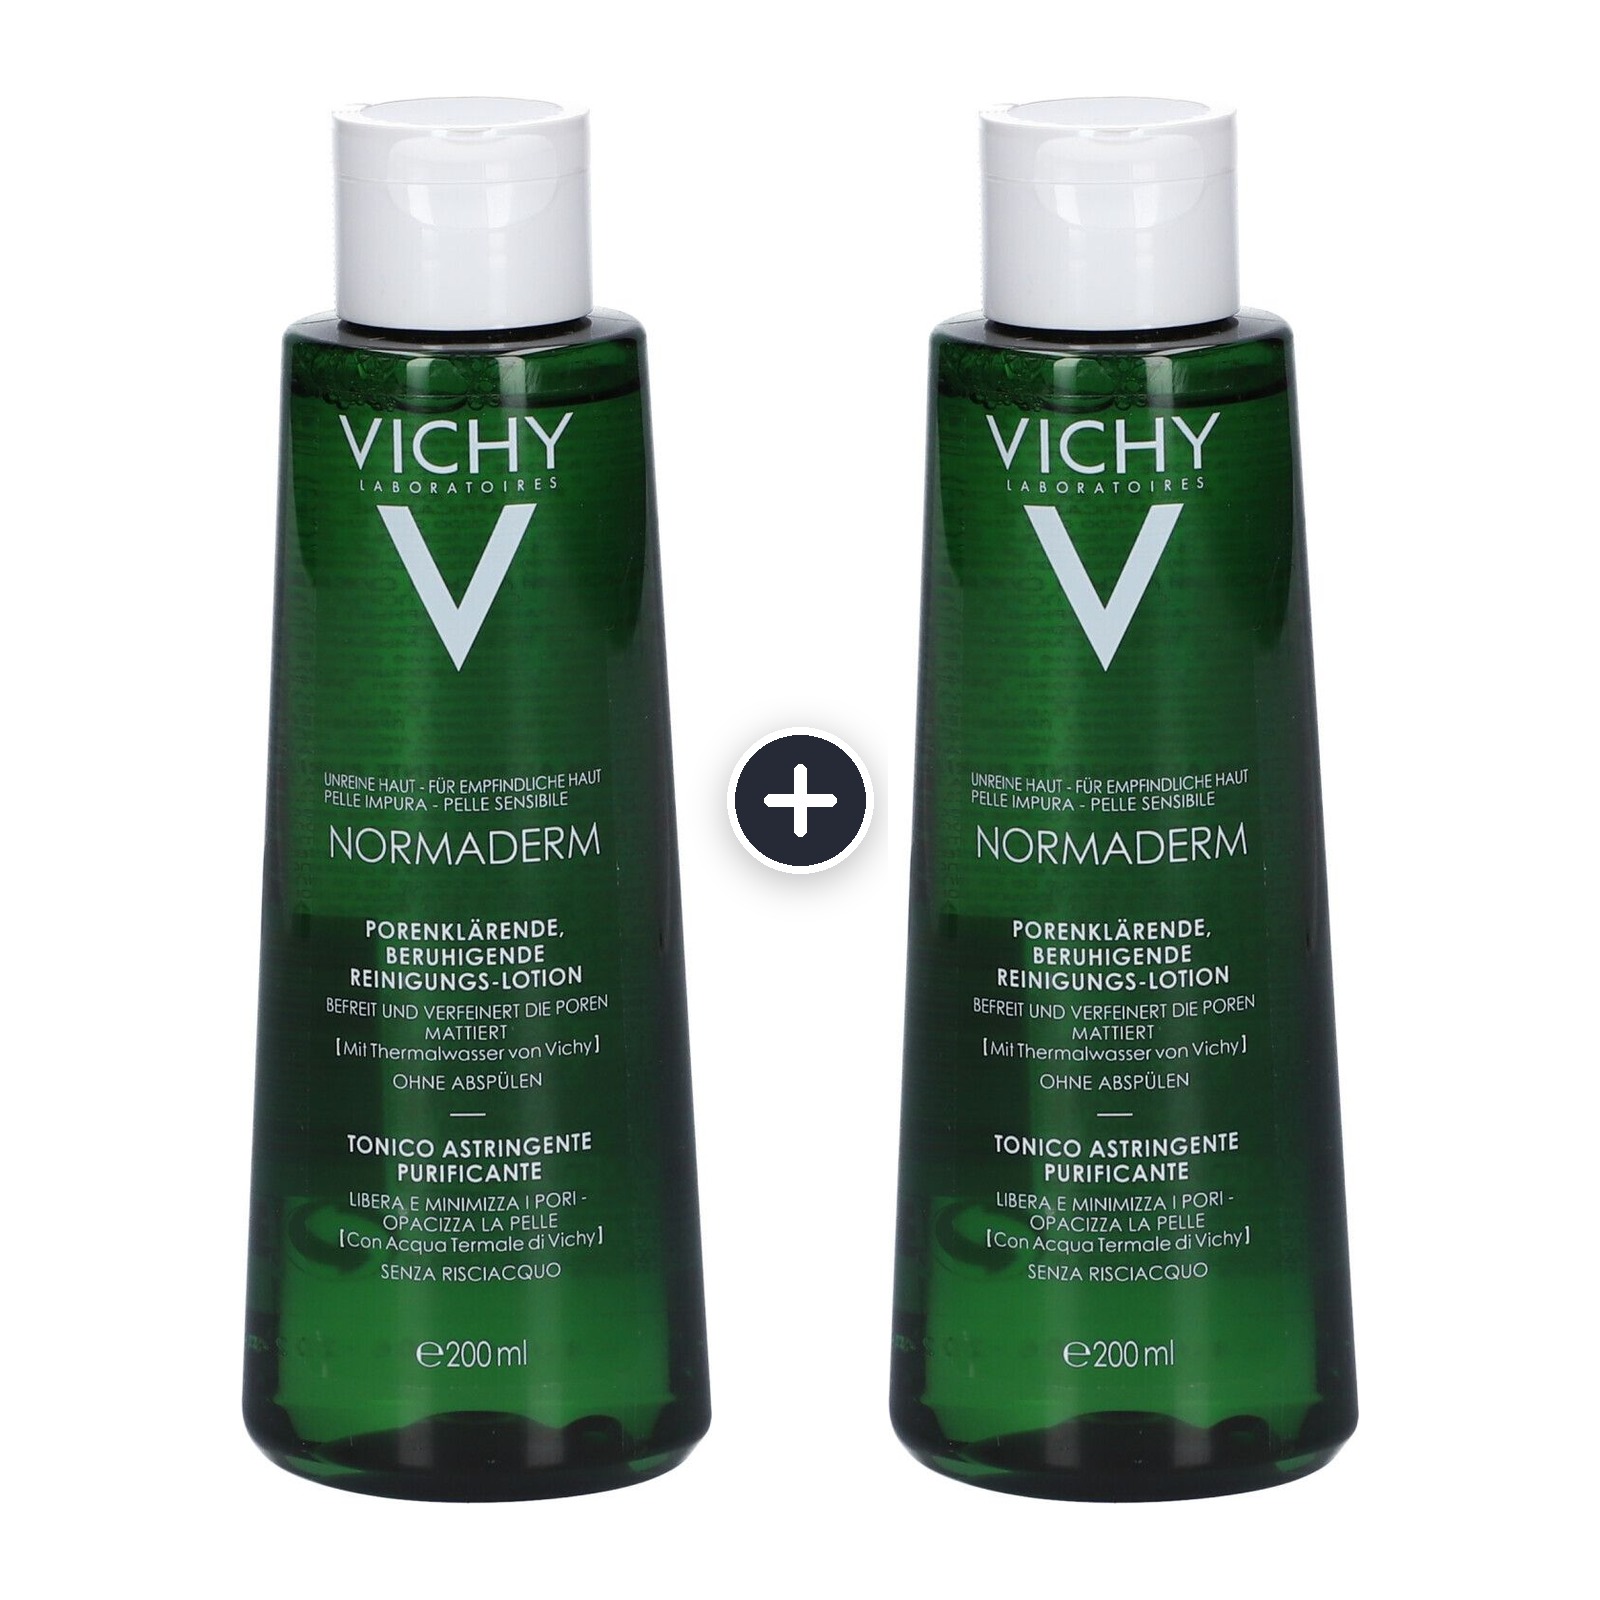 VICHY
LABORATOIRES
V
UNREINE HAUT - FÜR EMPFINDLICHE HAUT
PELLE IMPURA - PELLE SENSIBILE
NORMADERM
PORENKLÄRENDE,
BERUHIGENDE
REINIGUNGS-LOTION
BEFREIT UND VERFEINERT DIE POREN
MATTIERT
[Mit Thermalwasser von Vichy]
OHNE ABSPÜLEN
TONICO ASTRINGENTE
PURIFICANTE
LIBERA E MINIMIZZA I PORI -
OPACIZZA LA PELLE
[Con Acqua Termale di Vichy]
SENZA RISCIACQUO
℮200 ml
+
VICHY
LABORATOIRES
V
UNREINE HAUT - FÜR EMPFINDLICHE HAUT
PELLE IMPURA - PELLE SENSIBILE
NORMADERM
PORENKLÄRENDE,
BERUHIGENDE
REINIGUNGS-LOTION
BEFREIT UND VERFEINERT DIE POREN
MATTIERT
[Mit Thermalwasser von Vichy]
OHNE ABSPÜLEN
TONICO ASTRINGENTE
PURIFICANTE
LIBERA E MINIMIZZA I PORI -
OPACIZZA LA PELLE
[Con Acqua Termale di Vichy]
SENZA RISCIACQUO
℮200 ml